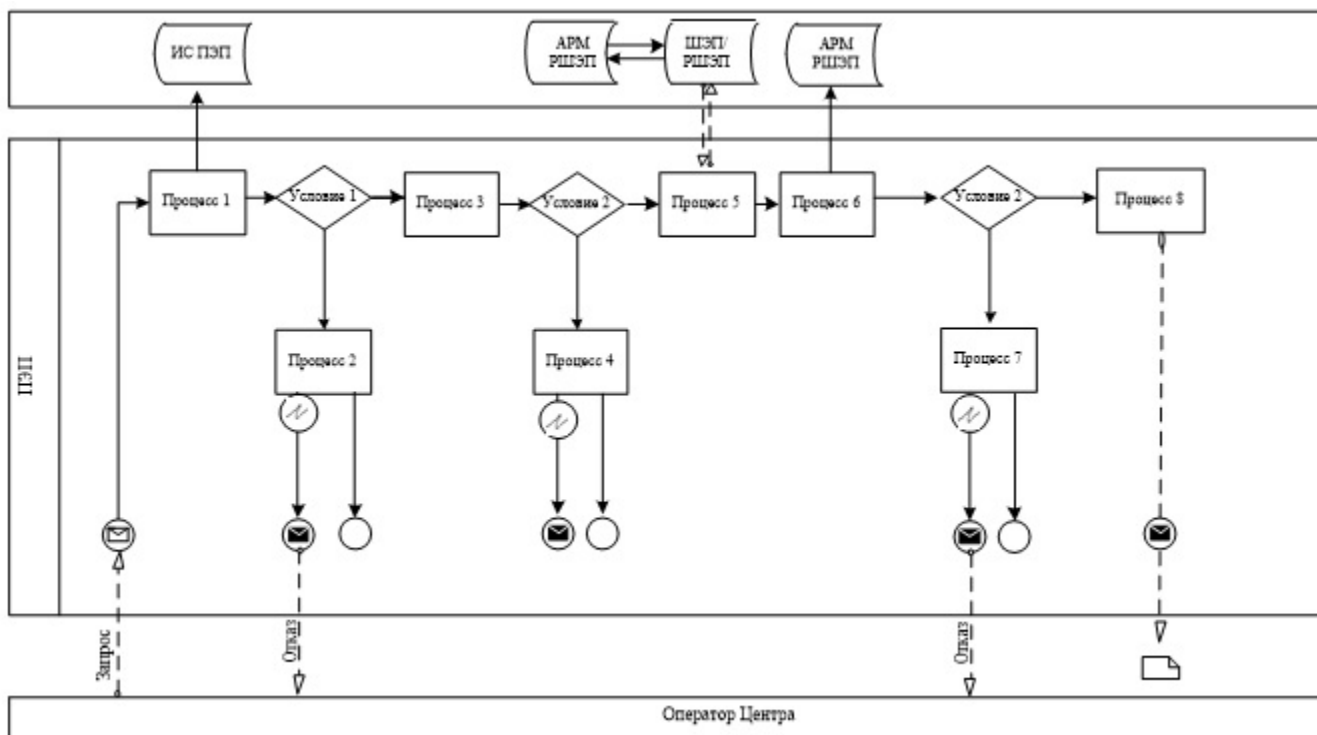 ИС ПЭП
АРМ
РШЭП
ШЭП/
РШЭП
АРМ
РШЭП
ПЭП
Процесс 1
Условие 1
Процесс 3
Условие 2
Процесс 5
Процесс 6
Условие 2
Процесс 8
Процесс 2
Процесс 4
Процесс 7
Запрос
Отказ
Отказ
Оператор Центра